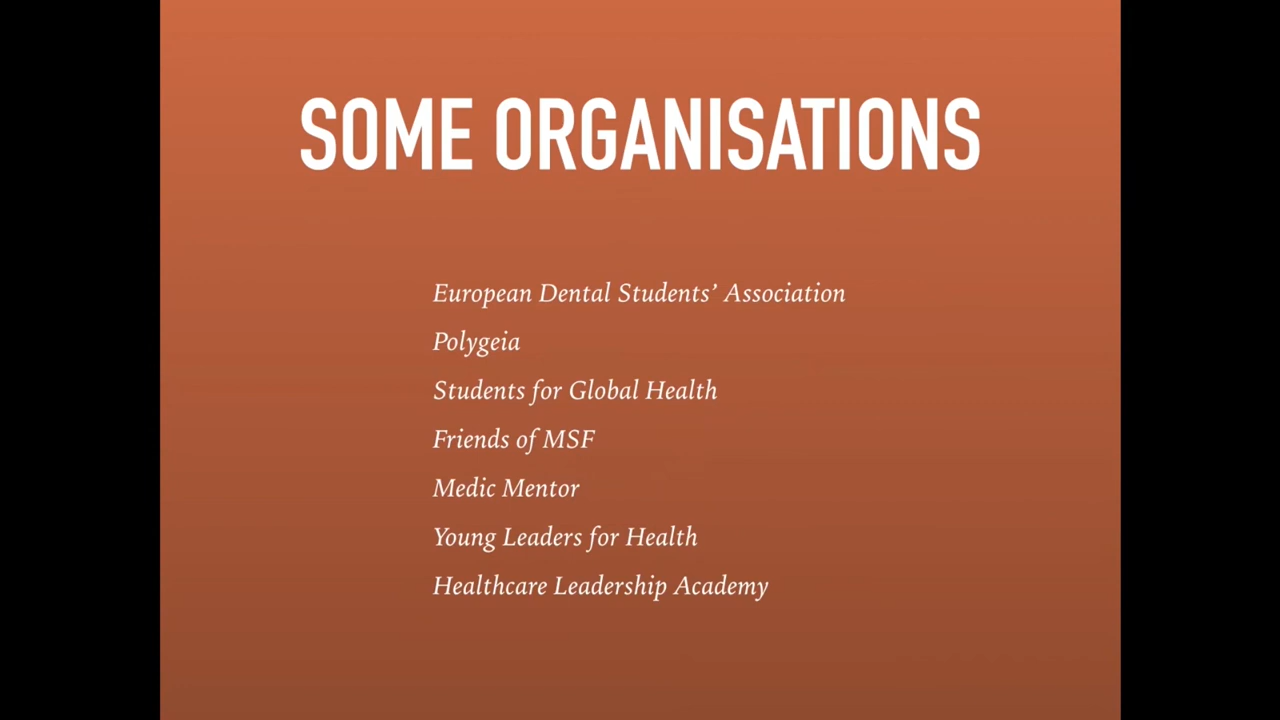 SOME ORGANISATIONS
European Dental Students’ Association
Polygeia
Students for Global Health
Friends of MSF
Medic Mentor
Young Leaders for Health
Healthcare Leadership Academy